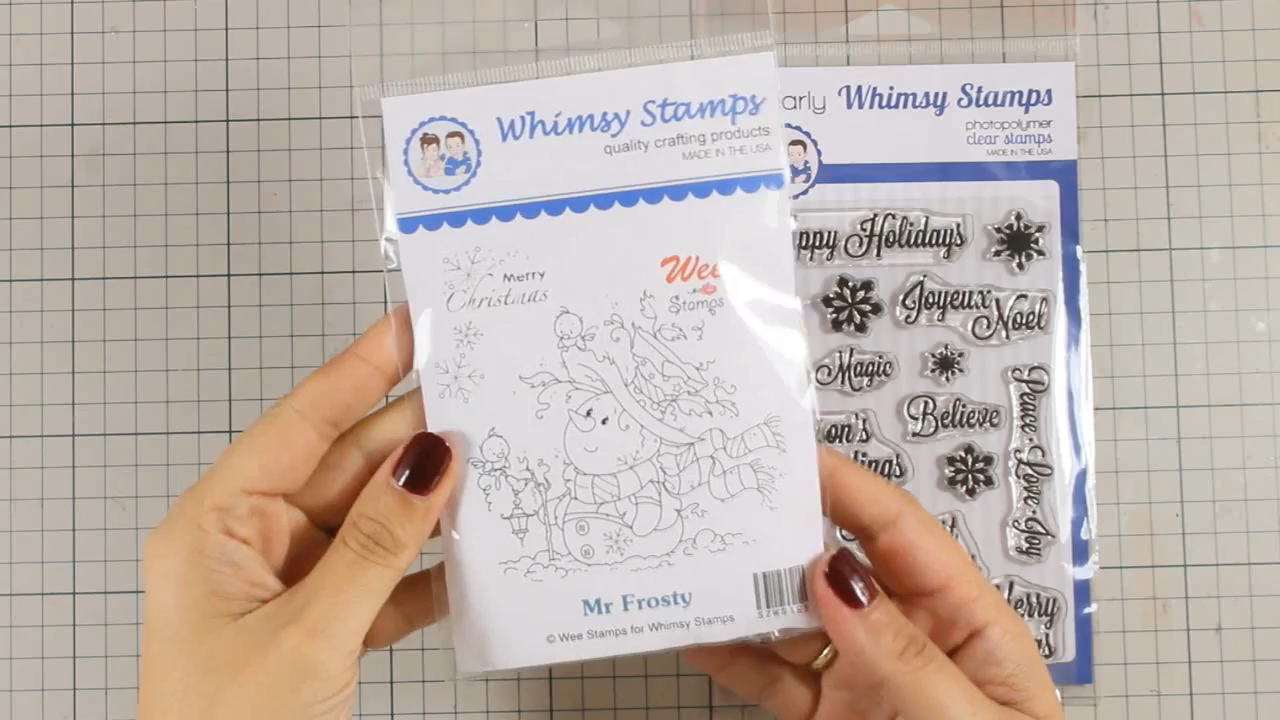 Whimsy Stamps
quality crafting products
MADE IN THE USA
Merry
Christmas
Wee
Stamps
Mr Frosty
© Wee Stamps for Whimsy Stamps
Whimsy Stamps
photopolymer
clear stamps
MADE IN THE USA
Holidays
Joyeux
Noel
Magic
Believe
Peace·Love·Joy